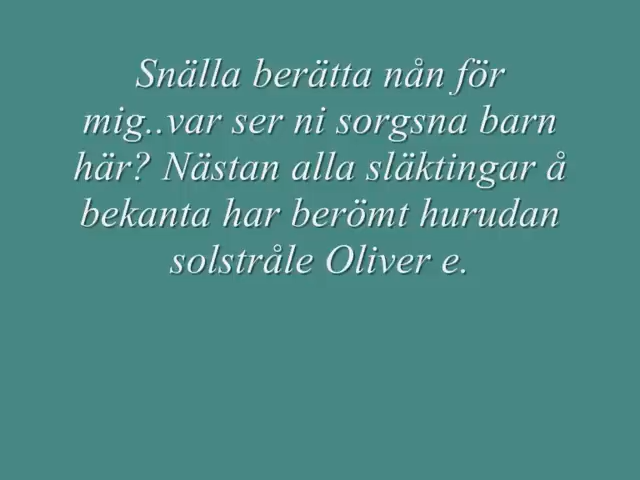 Snälla berätta nån för
mig..var ser ni sorgsna barn
här? Nästan alla släktingar å
bekanta har berömt hurudan
solstråle Oliver e.